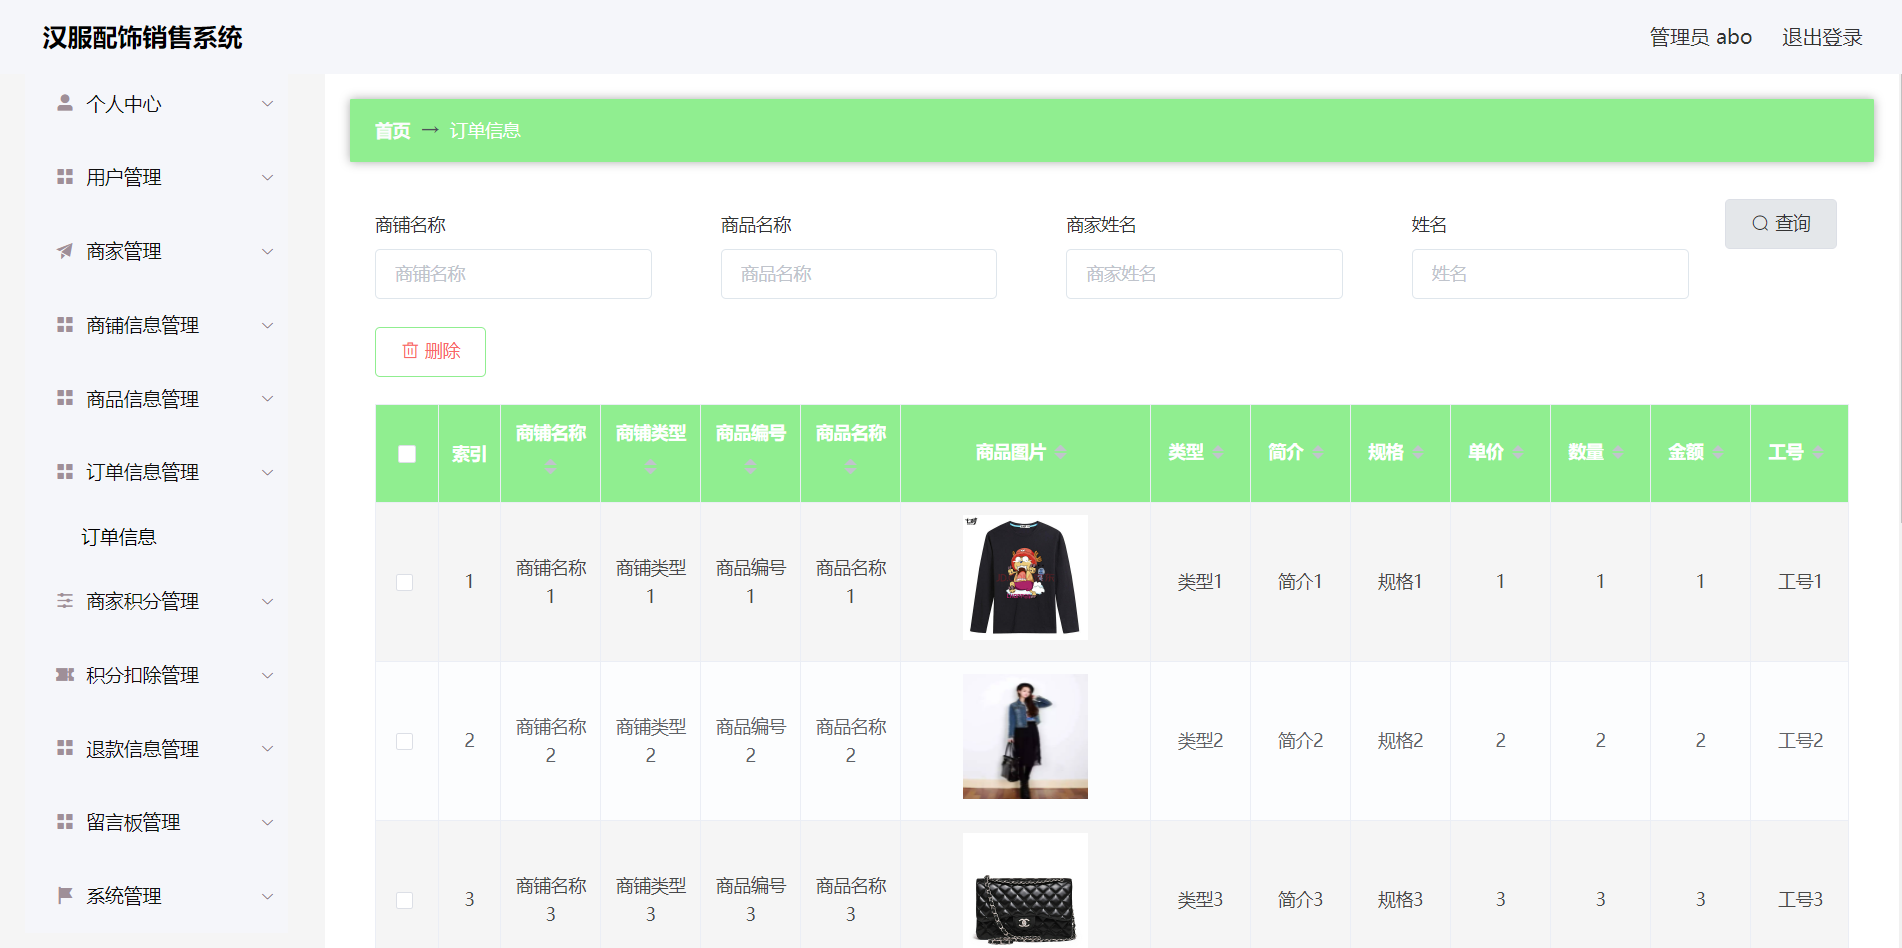 汉服配饰销售系统
管理员 abo 退出登录
个人中心
用户管理
商家管理
商铺信息管理
商品信息管理
订单信息管理
订单信息
商家积分管理
积分扣除管理
退款信息管理
留言板管理
系统管理
首页 → 订单信息
商铺名称 商品名称 商家姓名 姓名
查询
商铺名称 商品名称 商家姓名 姓名
删除
索引 商铺名称 商铺类型 商品编号 商品名称 商品图片 类型 简介 规格 单价 数量 金额 工号
1 商铺名称1 商铺类型1 商品编号1 商品名称1 类型1 简介1 规格1 1 1 1 工号1
2 商铺名称2 商铺类型2 商品编号2 商品名称2 类型2 简介2 规格2 2 2 2 工号2
3 商铺名称3 商铺类型3 商品编号3 商品名称3 类型3 简介3 规格3 3 3 3 工号3